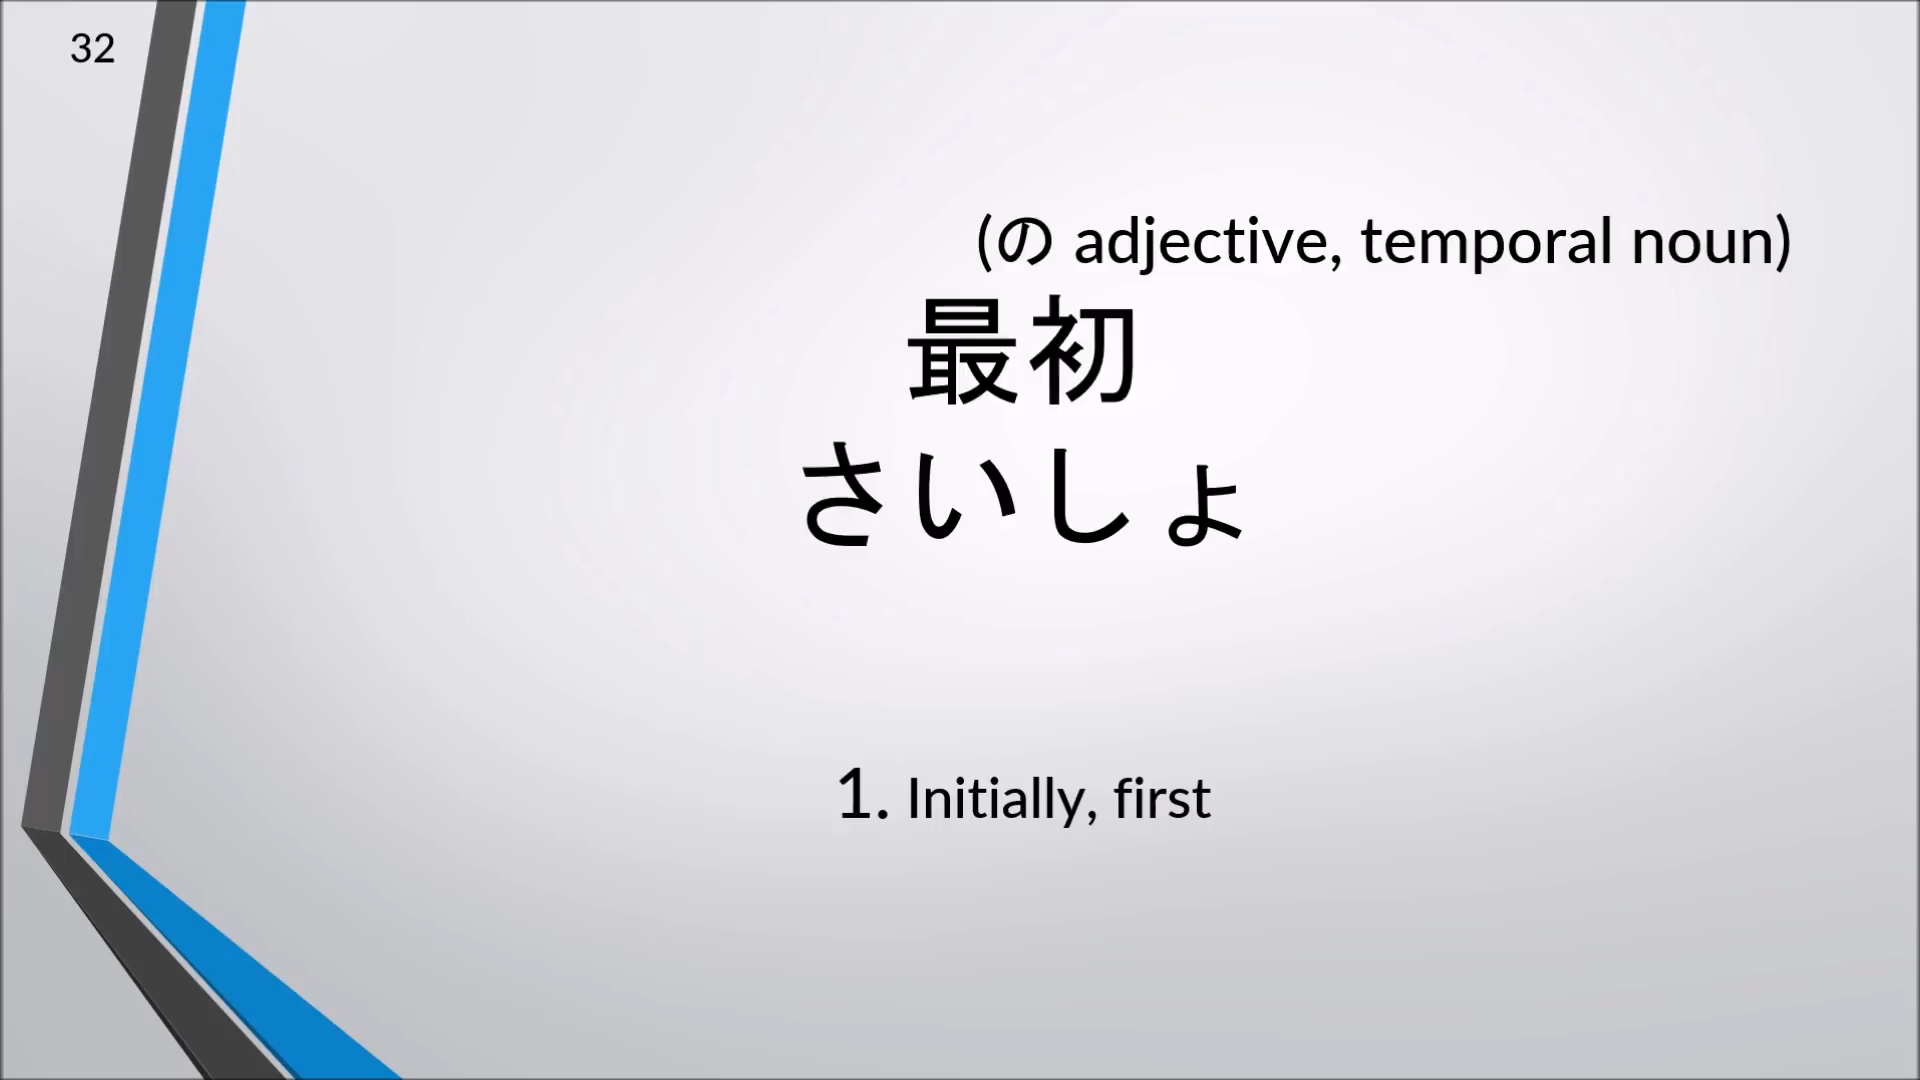 32
(の adjective, temporal noun)
最初
さいしょ
1. Initially, first